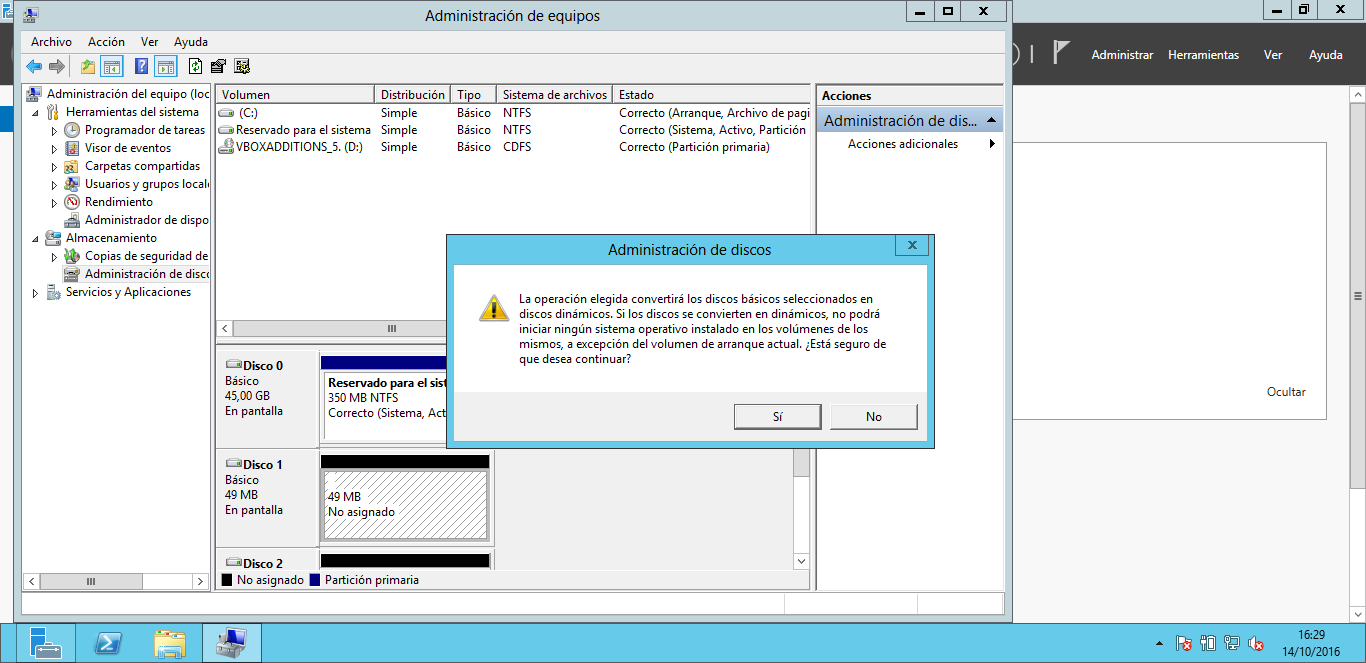 Administración de equipos
Archivo Acción Ver Ayuda
Administrar Herramientas Ver Ayuda
Administración del equipo (loc
Herramientas del sistema
Programador de tareas
Visor de eventos
Carpetas compartidas
Usuarios y grupos locale
Rendimiento
Administrador de dispo
Almacenamiento
Copias de seguridad de
Administración de disco
Servicios y Aplicaciones
Volumen Distribución Tipo Sistema de archivos Estado
(C:) Simple Básico NTFS Correcto (Arranque, Archivo de pagi
Reservado para el sistema Simple Básico NTFS Correcto (Sistema, Activo, Partición
VBOXADDITIONS_5. (D:) Simple Básico CDFS Correcto (Partición primaria)
Acciones
Administración de dis...
Acciones adicionales
Administración de discos
La operación elegida convertirá los discos básicos seleccionados en
discos dinámicos. Si los discos se convierten en dinámicos, no podrá
iniciar ningún sistema operativo instalado en los volúmenes de los
mismos, a excepción del volumen de arranque actual. ¿Está seguro de
que desea continuar?
Sí No
Disco 0
Básico
45,00 GB
En pantalla
Reservado para el sist
350 MB NTFS
Correcto (Sistema, Act
Disco 1
Básico
49 MB
En pantalla
49 MB
No asignado
Disco 2
No asignado Partición primaria
Ocultar
16:29
14/10/2016